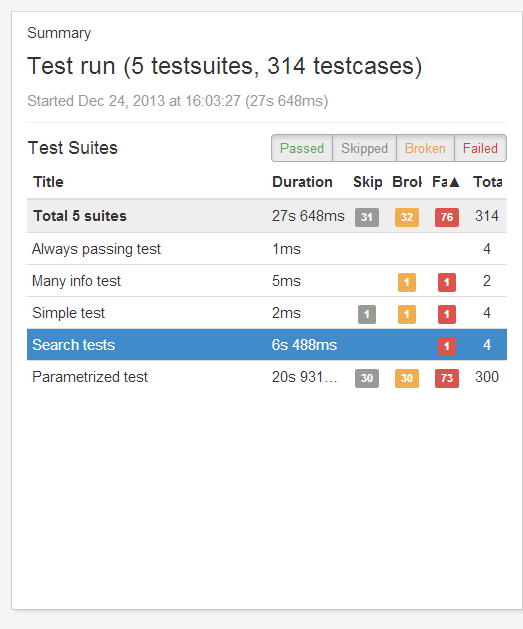 Summary
Test run (5 testsuites, 314 testcases)
Started Dec 24, 2013 at 16:03:27 (27s 648ms)
Test Suites Passed Skipped Broken Failed
Title Duration Skip Brok Fa▲ Tota
Total 5 suites 27s 648ms 31 32 76 314
Always passing test 1ms 4
Many info test 5ms 1 1 2
Simple test 2ms 1 1 1 4
Search tests 6s 488ms 1 4
Parametrized test 20s 931... 30 30 73 300